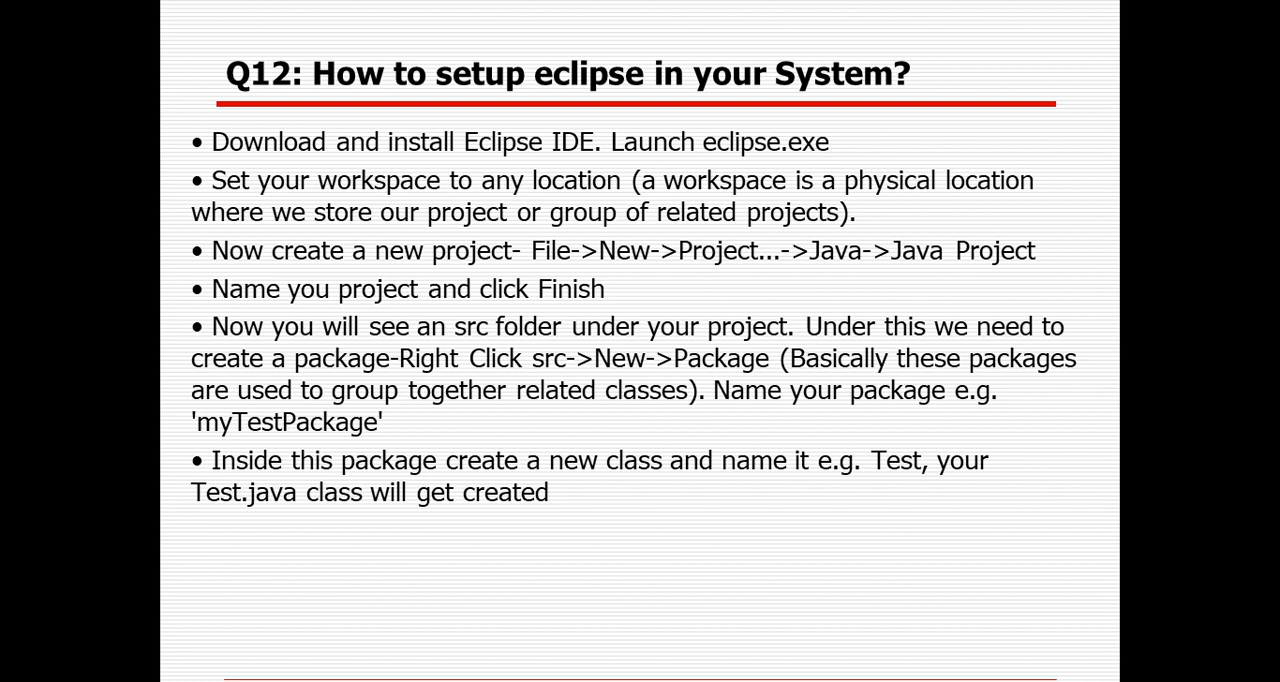 Q12: How to setup eclipse in your System?
• Download and install Eclipse IDE. Launch eclipse.exe
• Set your workspace to any location (a workspace is a physical location
where we store our project or group of related projects).
• Now create a new project- File->New->Project...->Java->Java Project
• Name you project and click Finish
• Now you will see an src folder under your project. Under this we need to
create a package-Right Click src->New->Package (Basically these packages
are used to group together related classes). Name your package e.g.
'myTestPackage'
• Inside this package create a new class and name it e.g. Test, your
Test.java class will get created